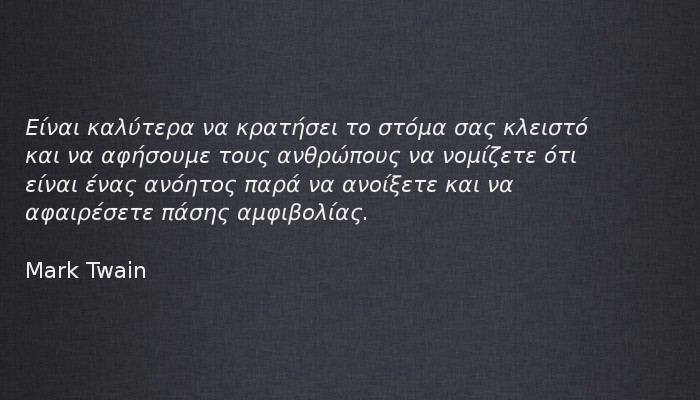 Είναι καλύτερα να κρατήσει το στόμα σας κλειστό
και να αφήσουμε τους ανθρώπους να νομίζετε ότι
είναι ένας ανόητος παρά να ανοίξετε και να
αφαιρέσετε πάσης αμφιβολίας.
Mark Twain